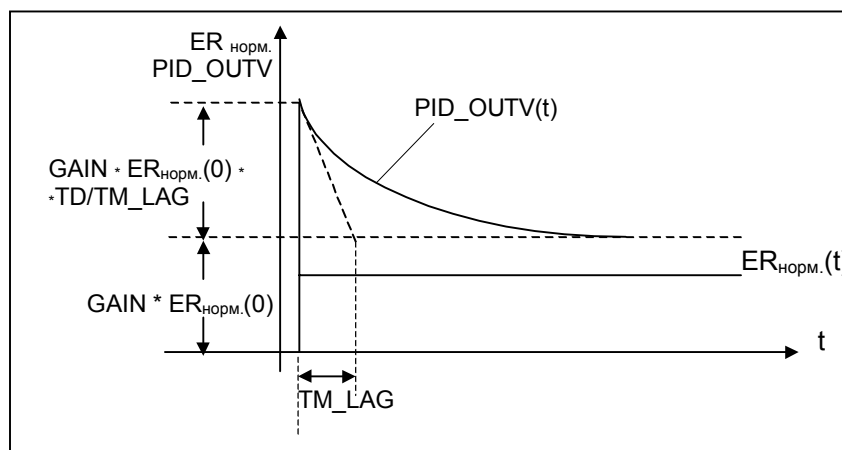 ER норм.
PID_OUTV
PID_OUTV(t)
GAIN * ERнорм.(0) *
*TD/TM_LAG
ERнорм.(t)
GAIN * ERнорм.(0)
t
TM_LAG